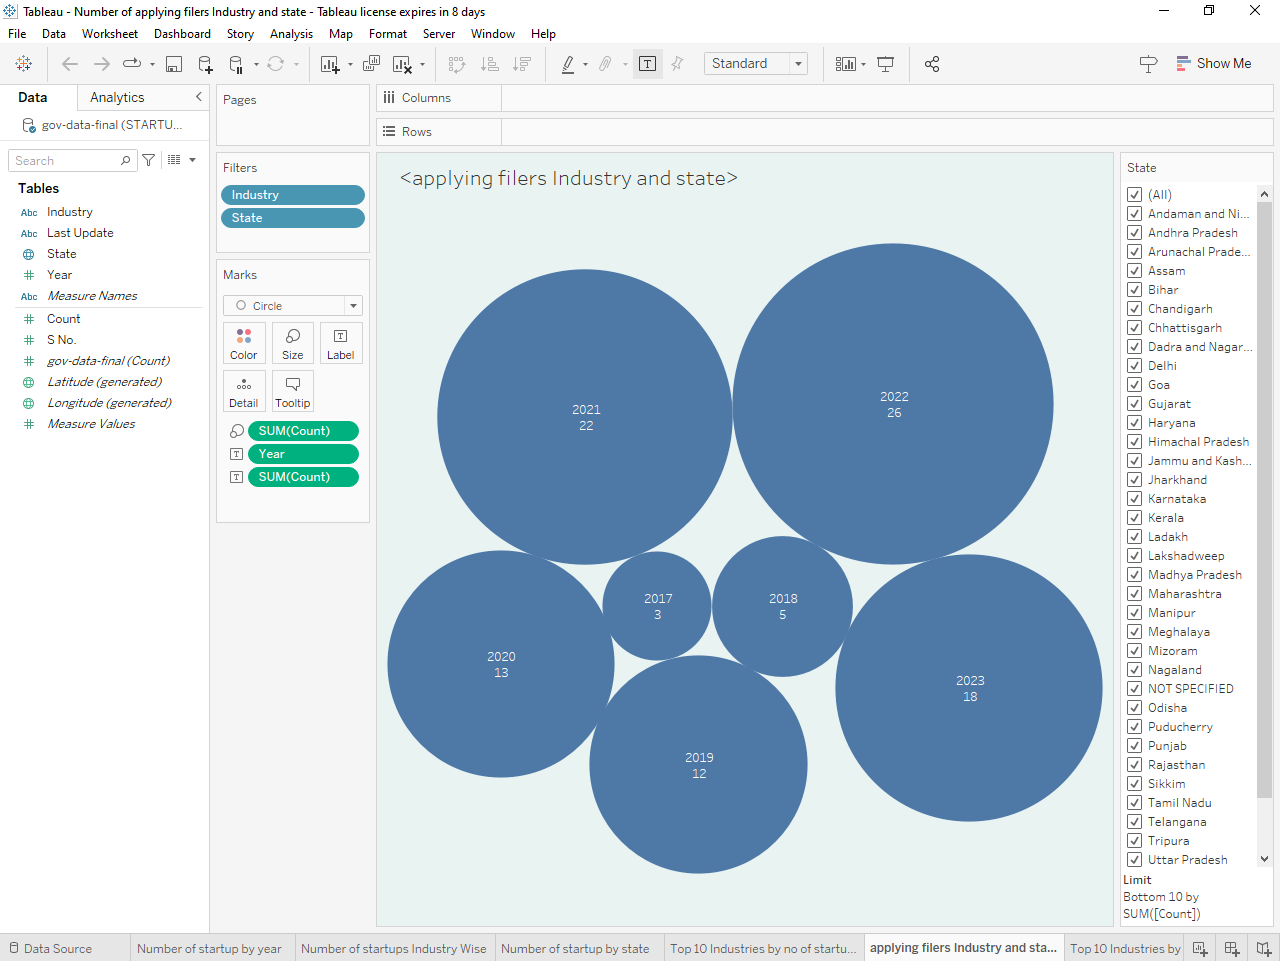 Tableau - Number of applying filers Industry and state - Tableau license expires in 8 days
File Data Worksheet Dashboard Story Analysis Map Format Server Window Help
Standard
Show Me
Data
Analytics
gov-data-final (STARTU...
Search
Tables
Abc Industry
Abc Last Update
State
Year
Abc Measure Names
Count
S No.
gov-data-final (Count)
Latitude (generated)
Longitude (generated)
Measure Values
Pages
Filters
Industry
State
Marks
Circle
Color Size Label
Detail Tooltip
SUM(Count)
Year
SUM(Count)
Columns
Rows
<applying filers Industry and state>
2021
22
2022
26
2017
3
2018
5
2020
13
2023
18
2019
12
State
(All)
Andaman and Ni...
Andhra Pradesh
Arunachal Prade...
Assam
Bihar
Chandigarh
Chhattisgarh
Dadra and Nagar...
Delhi
Goa
Gujarat
Haryana
Himachal Pradesh
Jammu and Kash...
Jharkhand
Karnataka
Kerala
Ladakh
Lakshadweep
Madhya Pradesh
Maharashtra
Manipur
Meghalaya
Mizoram
Nagaland
NOT SPECIFIED
Odisha
Puducherry
Punjab
Rajasthan
Sikkim
Tamil Nadu
Telangana
Tripura
Uttar Pradesh
Limit
Bottom 10 by
SUM([Count])
Data Source
Number of startup by year
Number of startups Industry Wise
Number of startup by state
Top 10 Industries by no of startu...
applying filers Industry and sta...
Top 10 Industries by